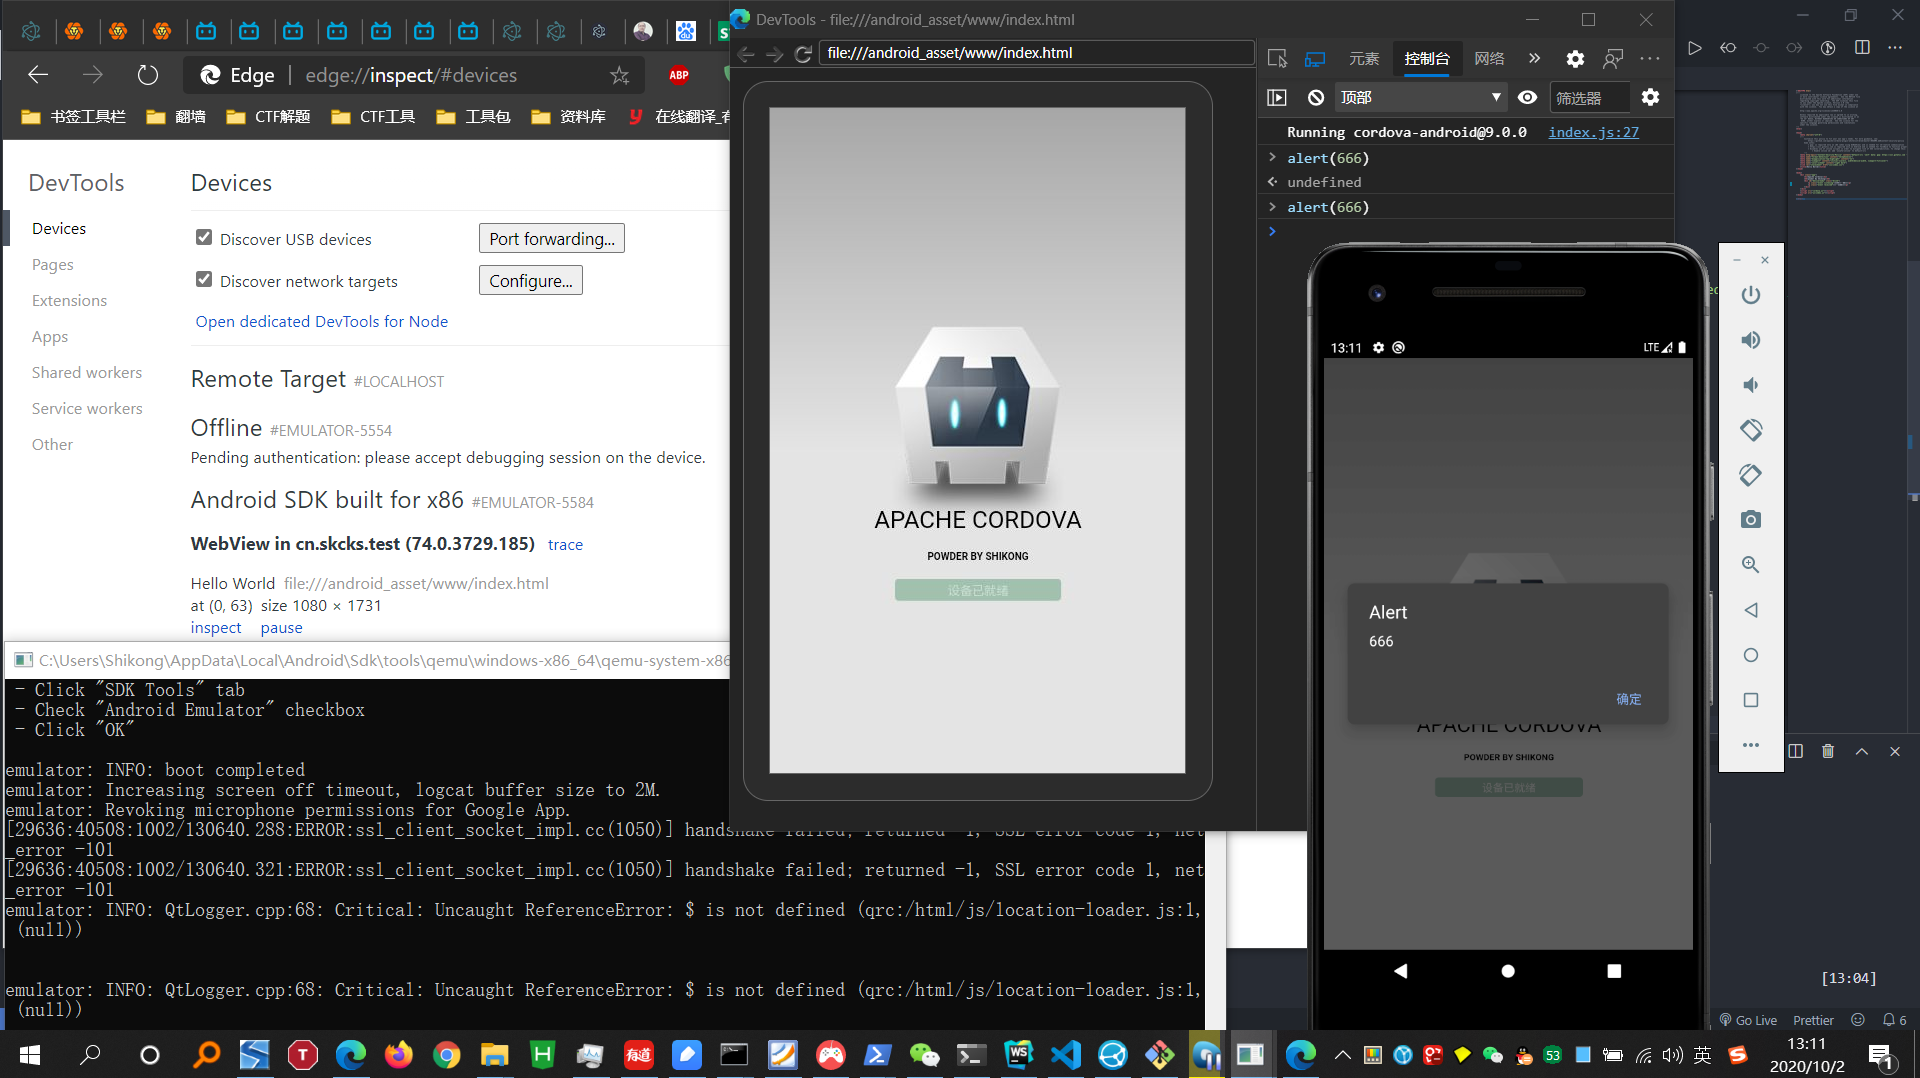 DevTools - file:///android_asset/www/index.html
file:///android_asset/www/index.html
元素
控制台
网络
顶部
筛选器
Running cordova-android@9.0.0 index.js:27
alert(666)
undefined
alert(666)
Edge
edge://inspect/#devices
ABP
书签工具栏
翻墙
CTF解题
CTF工具
工具包
资料库
在线翻译_
DevTools
Devices
Pages
Extensions
Apps
Shared workers
Service workers
Other
Devices
Discover USB devices
Port forwarding...
Discover network targets
Configure...
Open dedicated DevTools for Node
Remote Target #LOCALHOST
Offline #EMULATOR-5554
Pending authentication: please accept debugging session on the device.
Android SDK built for x86 #EMULATOR-5584
WebView in cn.skcks.test (74.0.3729.185) trace
Hello World file:///android_asset/www/index.html
at (0, 63) size 1080 × 1731
inspect pause
APACHE CORDOVA
POWDER BY SHIKONG
设备已就绪
13:11
LTE
Alert
666
确定
APACHE CORDOVA
POWDER BY SHIKONG
设备已就绪
C:\Users\Shikong\AppData\Local\Android\Sdk\tools\qemu\windows-x86_64\qemu-system-x86
- Click "SDK Tools" tab
- Check "Android Emulator" checkbox
- Click "OK"
emulator: INFO: boot completed
emulator: Increasing screen off timeout, logcat buffer size to 2M.
emulator: Revoking microphone permissions for Google App.
[29636:40508:1002/130640.288:ERROR:ssl_client_socket_impl.cc(1050)] handshake failed; returned -1, SSL error code 1, net
_error -101
[29636:40508:1002/130640.321:ERROR:ssl_client_socket_impl.cc(1050)] handshake failed; returned -1, SSL error code 1, net
_error -101
emulator: INFO: QtLogger.cpp:68: Critical: Uncaught ReferenceError: $ is not defined (qrc:/html/js/location-loader.js:1,
(null))
emulator: INFO: QtLogger.cpp:68: Critical: Uncaught ReferenceError: $ is not defined (qrc:/html/js/location-loader.js:1,
(null))
[13:04]
Go Live
Prettier
6
有道
53
英
13:11
2020/10/2
1